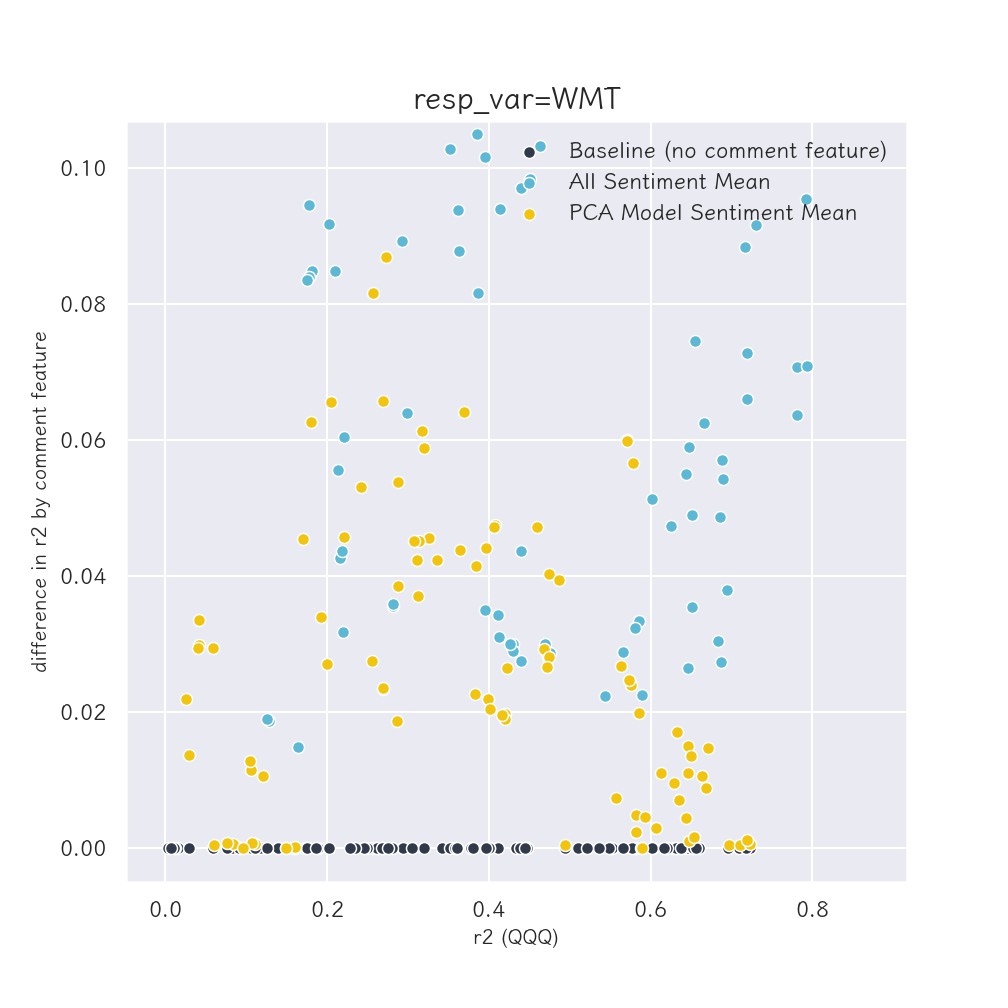 resp_var=WMT
Baseline (no comment feature)
All Sentiment Mean
PCA Model Sentiment Mean
0.10
0.08
0.06
0.04
0.02
0.00
difference in r2 by comment feature
0.0 0.2 0.4 0.6 0.8
r2 (QQQ)